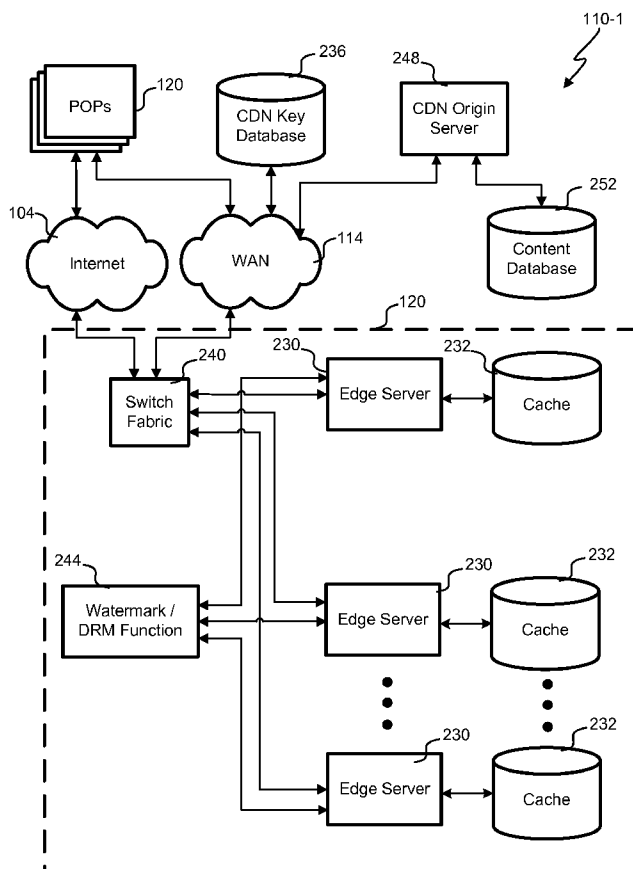 110-1
236
248
120
POPs
CDN Key
Database
CDN Origin
Server
252
104
Internet
WAN
114
Content
Database
120
240
230
232
Switch
Fabric
Edge Server
Cache
244
230
232
Watermark /
DRM Function
Edge Server
Cache
230
232
Edge Server
Cache